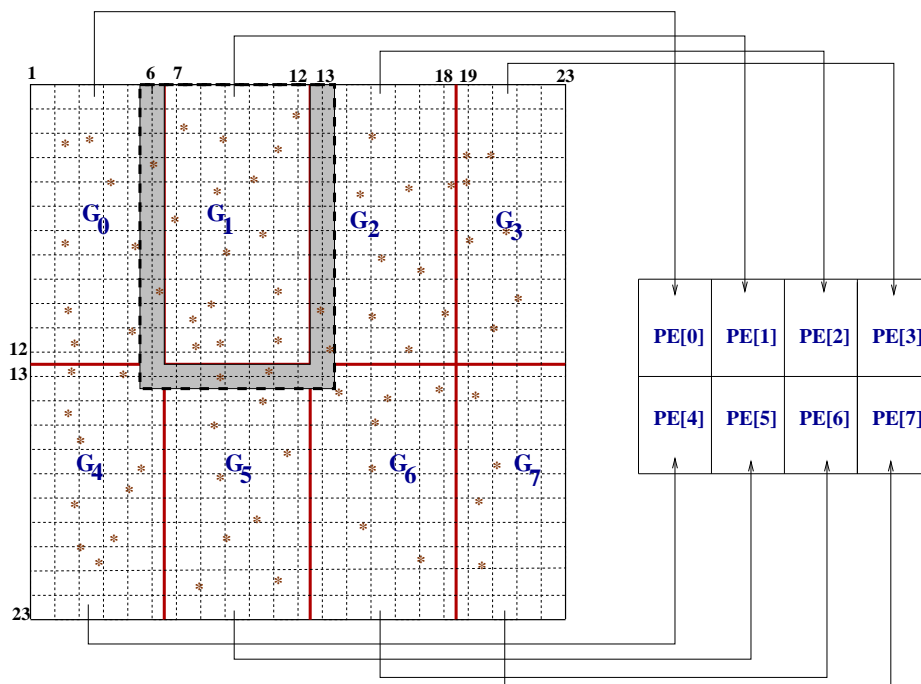 1 6 7 12 13 18 19 23
G0 G1 G2 G3
PE[0] PE[1] PE[2] PE[3]
12
13
PE[4] PE[5] PE[6] PE[7]
G4 G5 G6 G7
23